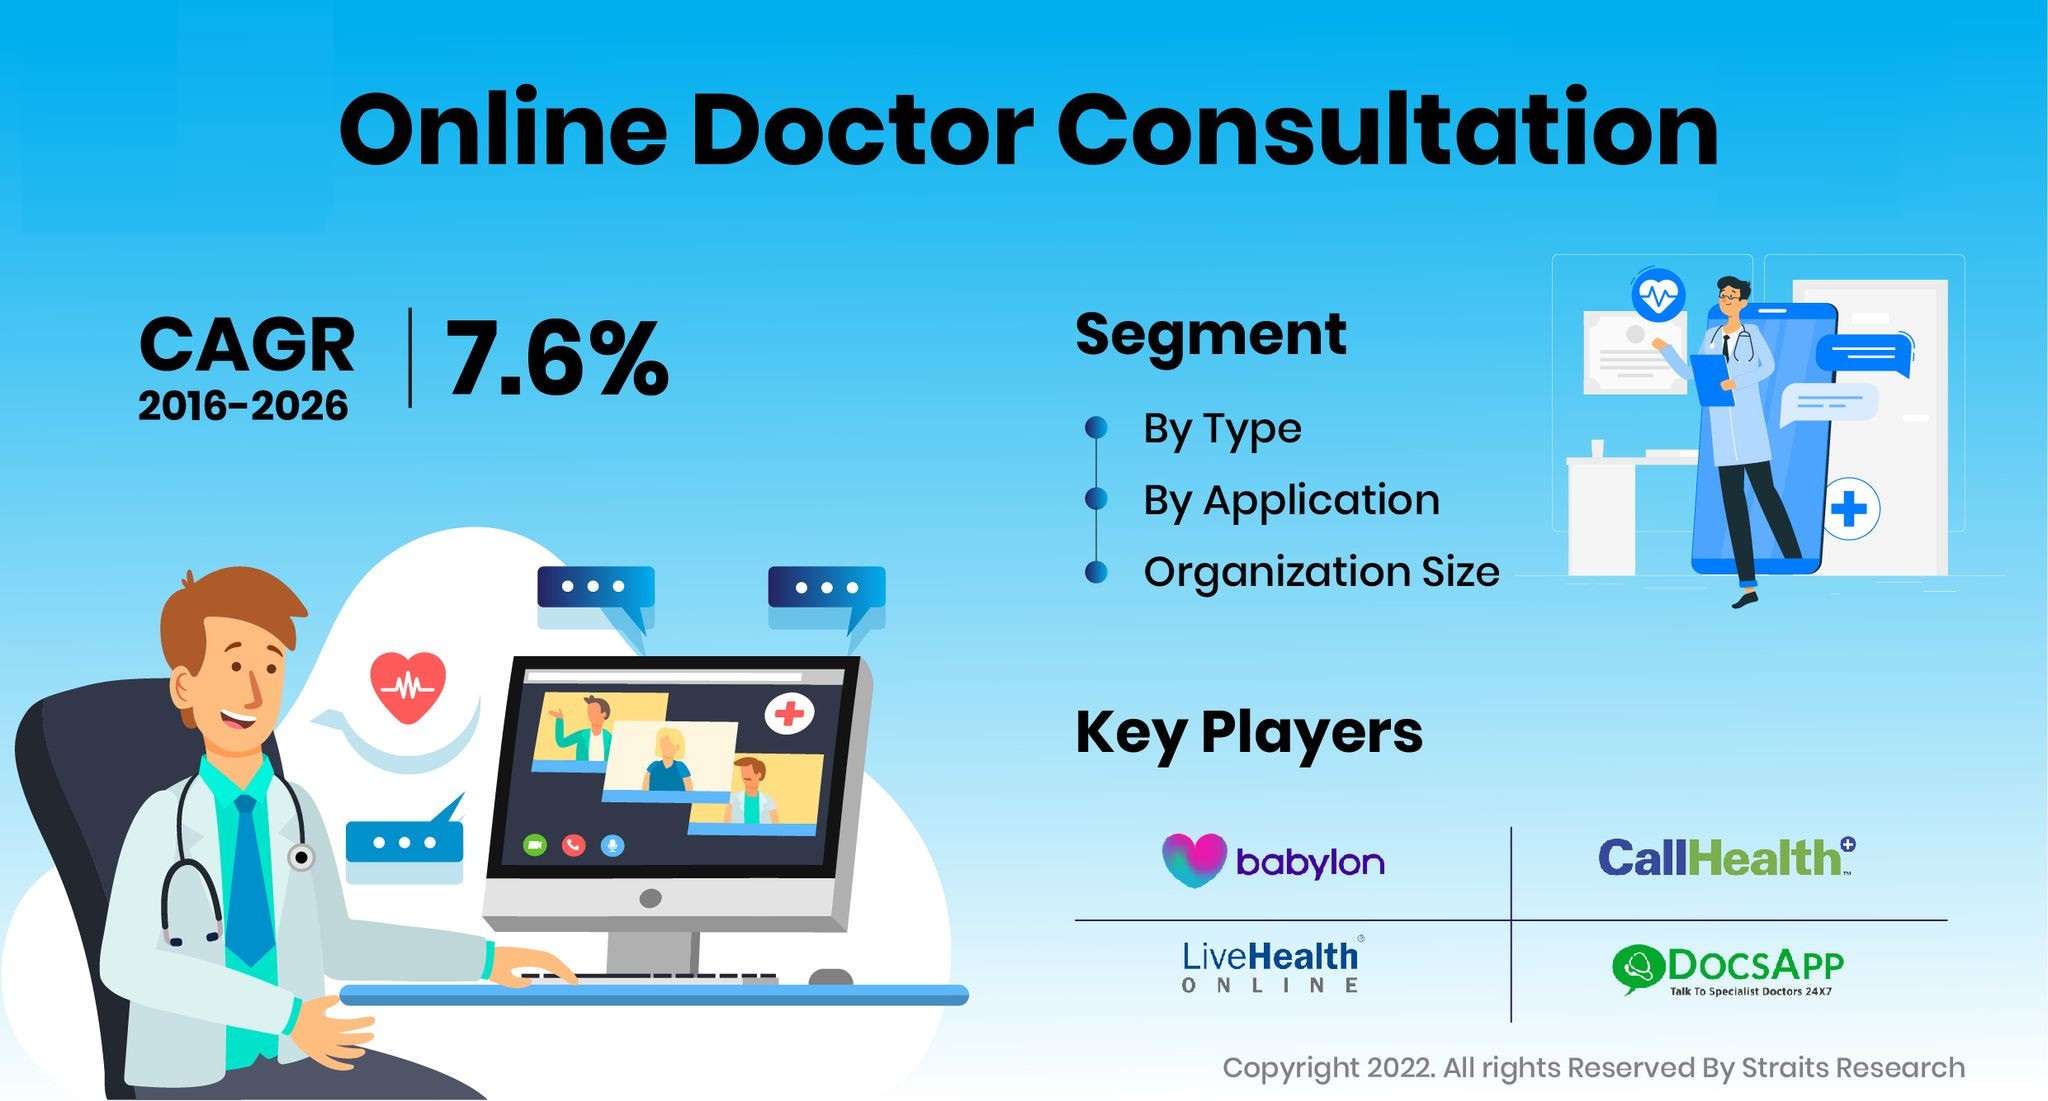 Online Doctor Consultation
CAGR
2016-2026
7.6%
Segment
By Type
By Application
Organization Size
Key Players
babylon
CallHealth+™
LiveHealth®
ONLINE
DOCSAPP
Talk To Specialist Doctors 24X7
Copyright 2022. All rights Reserved By Straits Research